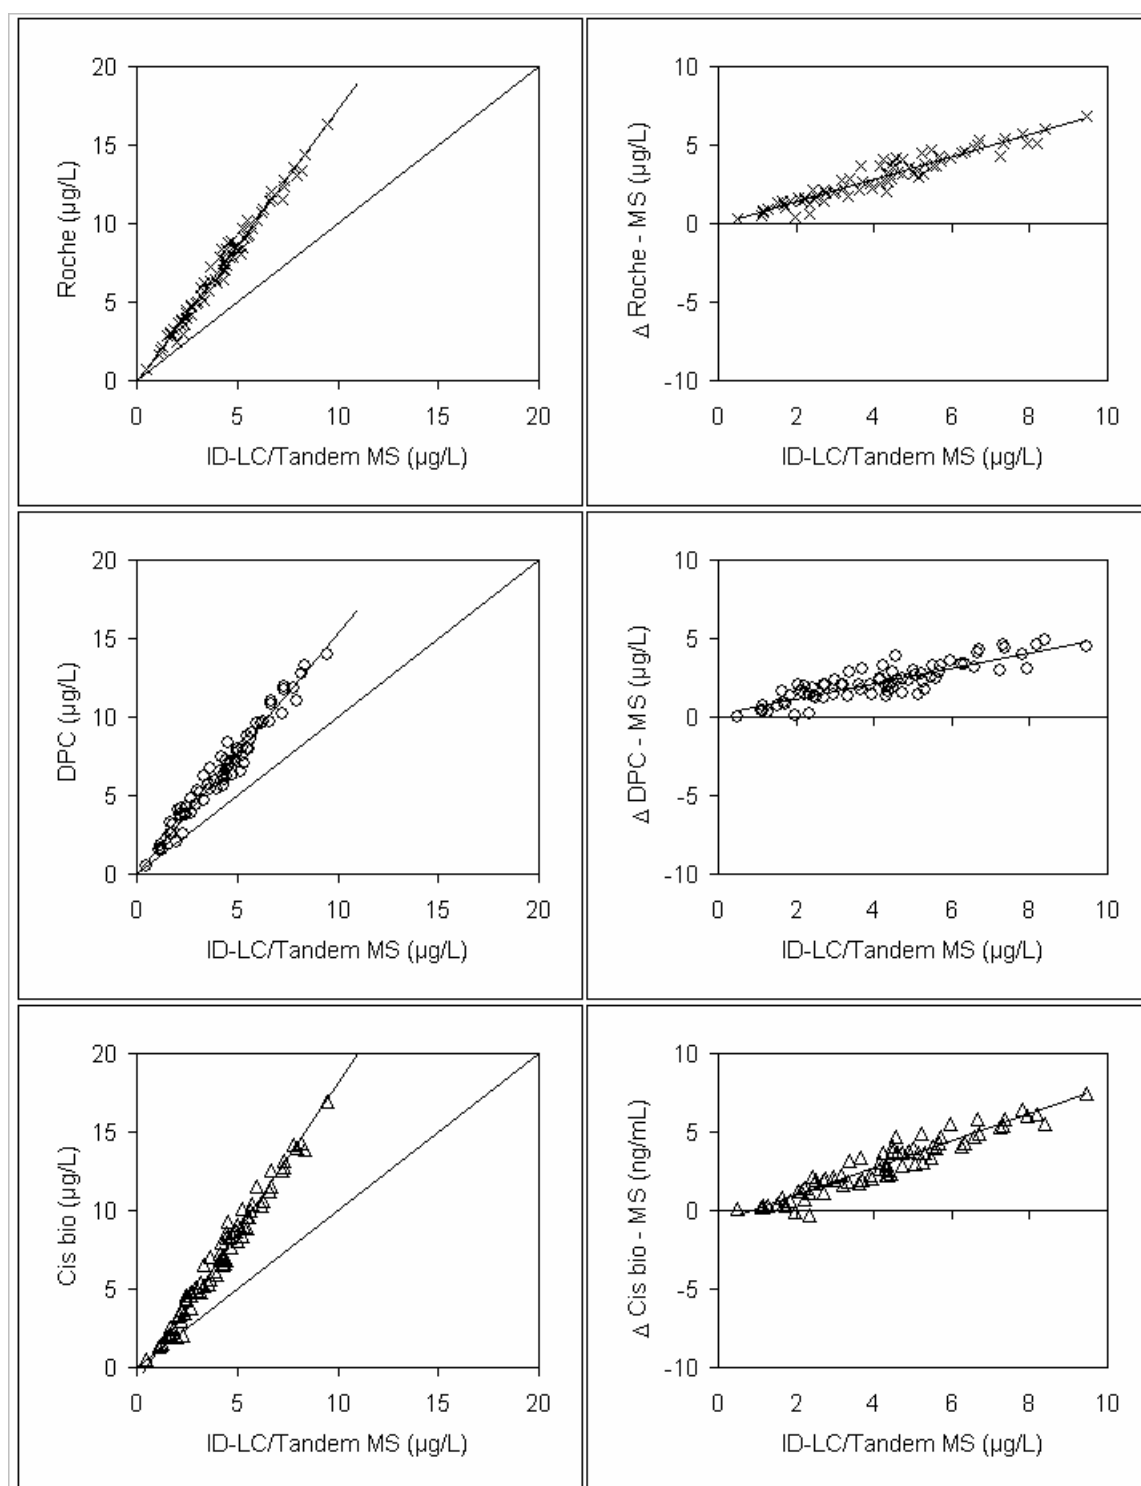 20
15
10
5
0
Roche (µg/L)
0 5 10 15 20
ID-LC/Tandem MS (µg/L)
10
5
0
-5
-10
Δ Roche - MS (µg/L)
0 2 4 6 8 10
ID-LC/Tandem MS (µg/L)
20
15
10
5
0
DPC (µg/L)
0 5 10 15 20
ID-LC/Tandem MS (µg/L)
10
5
0
-5
-10
Δ DPC - MS (µg/L)
0 2 4 6 8 10
ID-LC/Tandem MS (µg/L)
20
15
10
5
0
Cis bio (µg/L)
0 5 10 15 20
ID-LC/Tandem MS (µg/L)
10
5
0
-5
-10
Δ Cis bio - MS (ng/mL)
0 2 4 6 8 10
ID-LC/Tandem MS (µg/L)